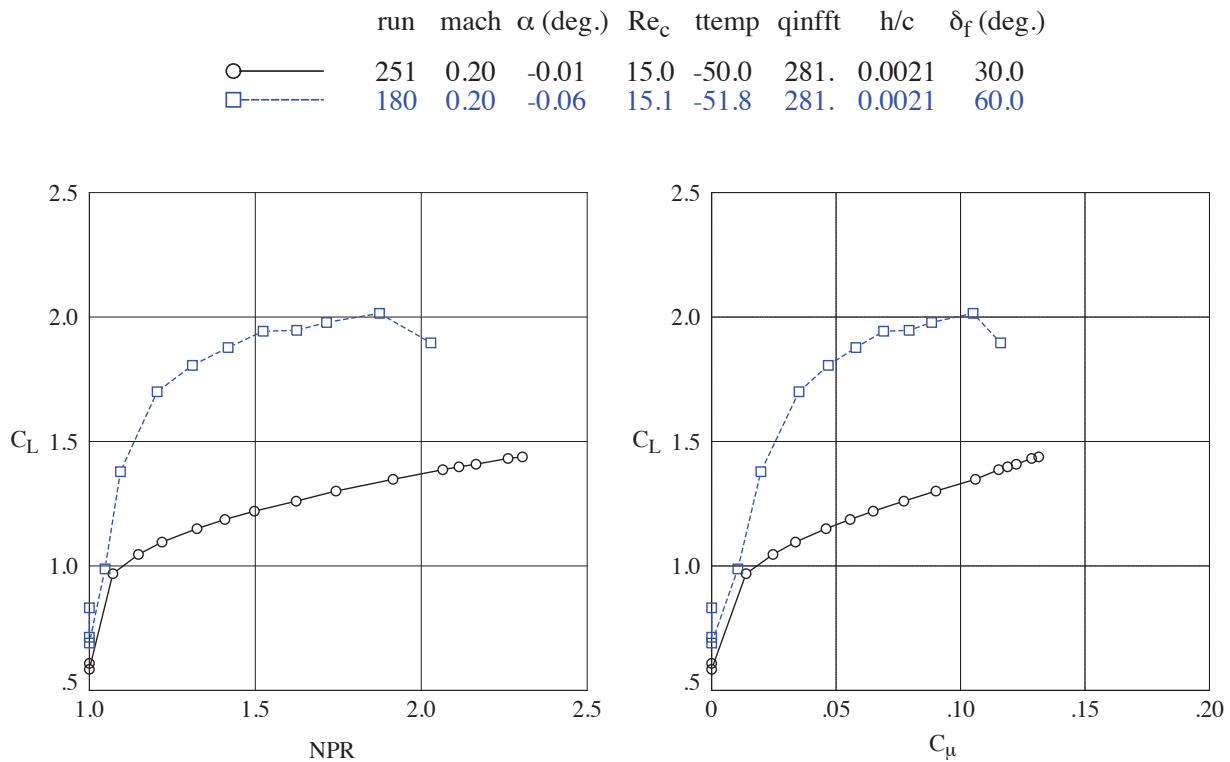 run mach α (deg.) Re_c ttemp qinfft h/c δ_f (deg.)
251 0.20 -0.01 15.0 -50.0 281. 0.0021 30.0
180 0.20 -0.06 15.1 -51.8 281. 0.0021 60.0
2.5
2.0
1.5
C_L
1.0
.5
1.0 1.5 2.0 2.5
NPR
2.5
2.0
1.5
C_L
1.0
.5
0 .05 .10 .15 .20
C_μ